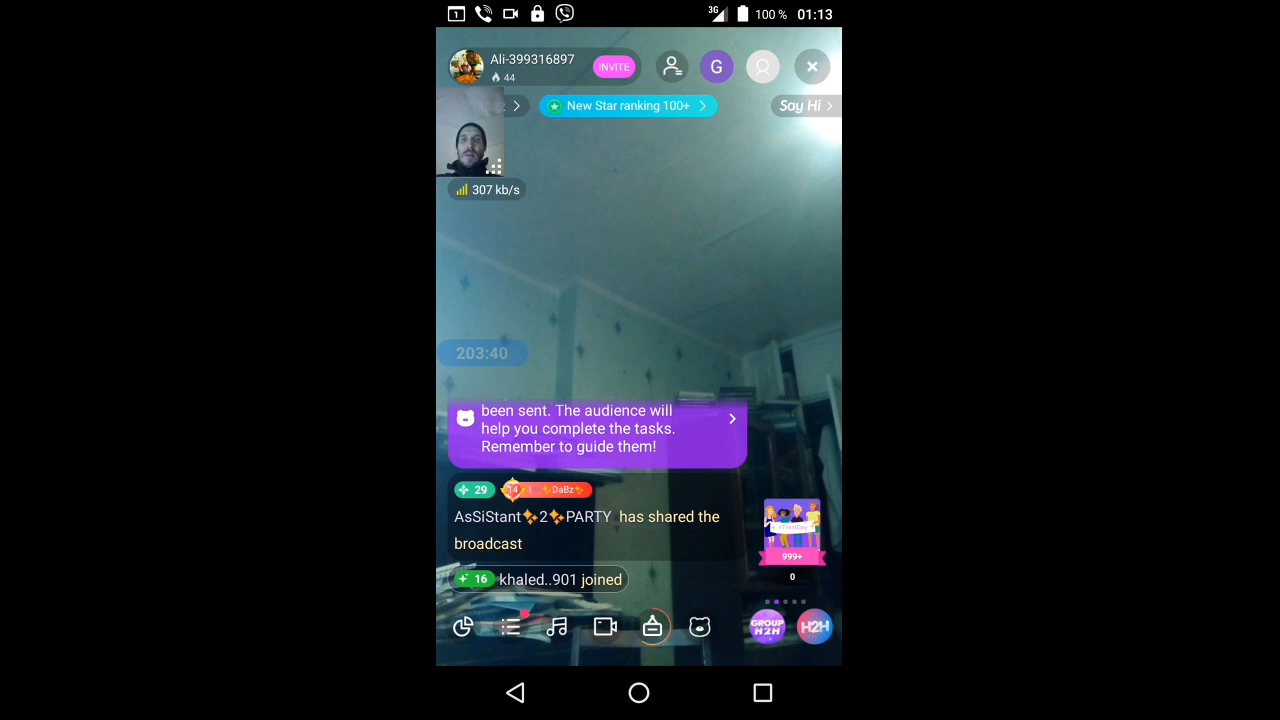 1
3G
100 %
01:13
Ali-399316897
44
INVITE
G
New Star ranking 100+
Say Hi
307 kb/s
203:40
been sent. The audience will
help you complete the tasks.
Remember to guide them!
29
14
DaBz
AsSiStant✨2✨PARTY has shared the
broadcast
999+
16 khaled..901 joined
0
GROUP
H2H
H2H